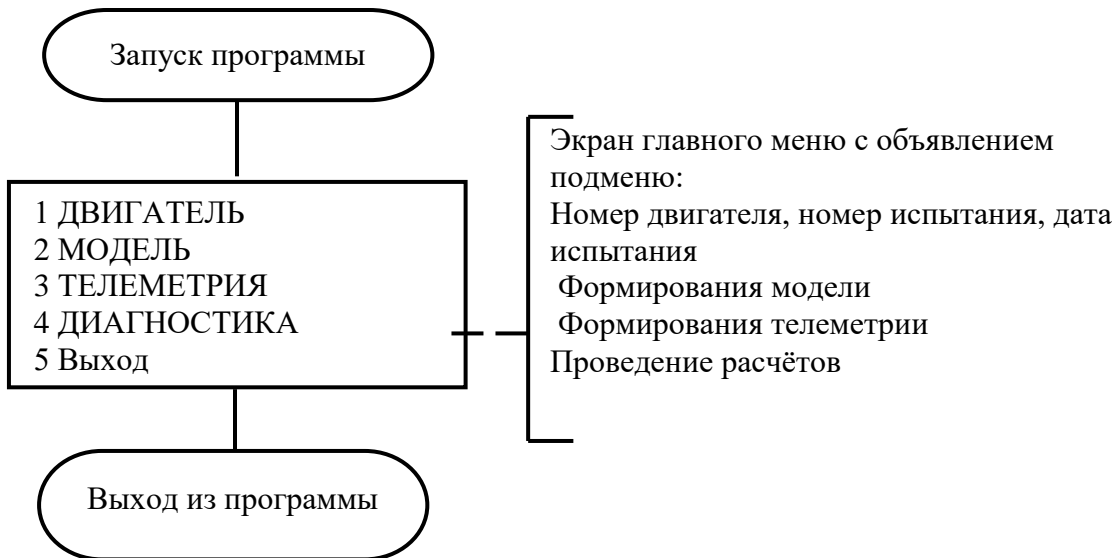 Запуск программы
1 ДВИГАТЕЛЬ
2 МОДЕЛЬ
3 ТЕЛЕМЕТРИЯ
4 ДИАГНОСТИКА
5 Выход
Экран главного меню с объявлением
подменю:
Номер двигателя, номер испытания, дата
испытания
Формирования модели
Формирования телеметрии
Проведение расчётов
Выход из программы